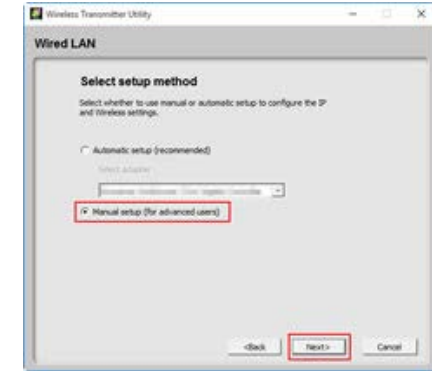 Wireless Transmitter Utility
Wired LAN
Select setup method
Select whether to use manual or automatic setup to configure the IP
and Wireless settings.
Automatic setup (recommended)
Select adapter
Manual setup (for advanced users)
<Back
Next>
Cancel